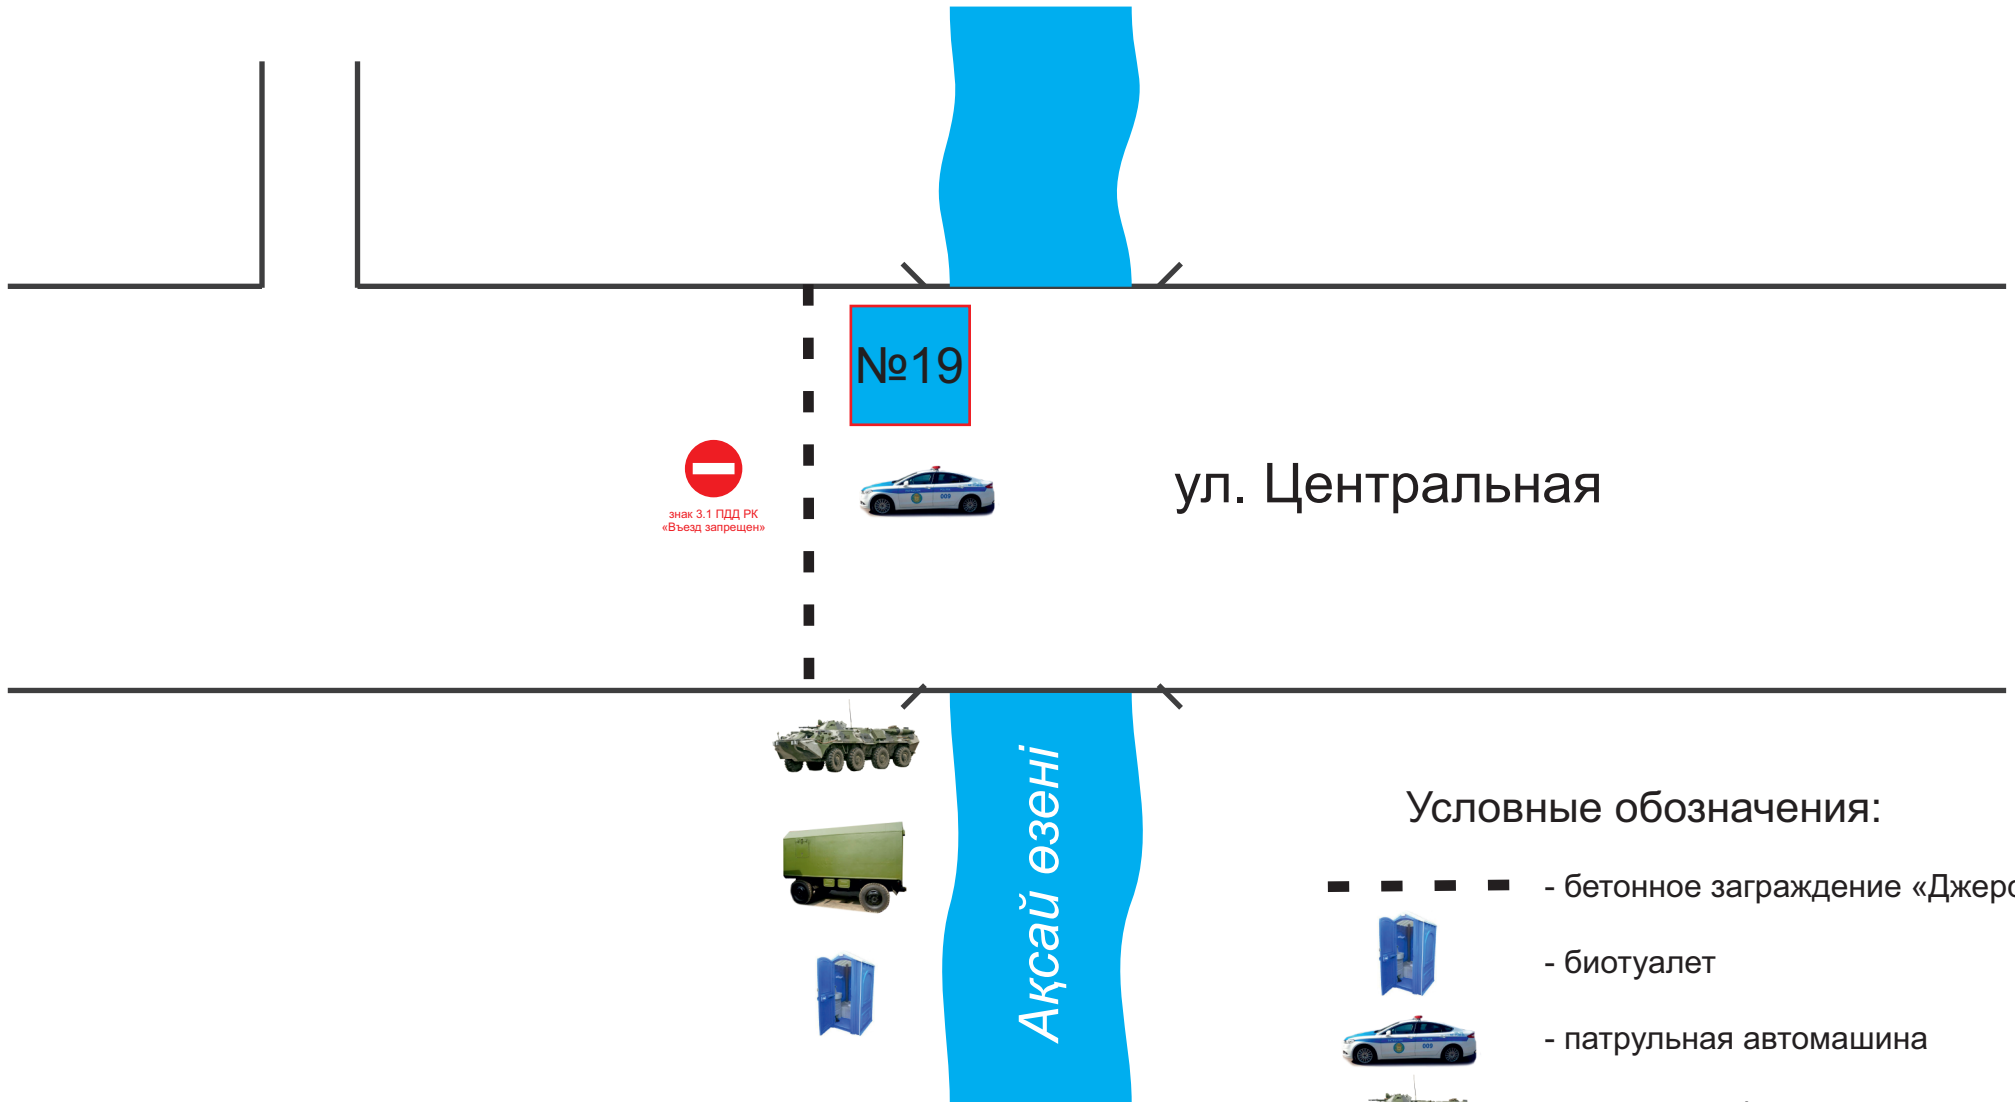 №19
ул. Центральная
знак 3.1 ПДД РК
«Въезд запрещен»
Ақсай өзені
Условные обозначения:
- бетонное заграждение
- биотуалет
- патрульная автомашина